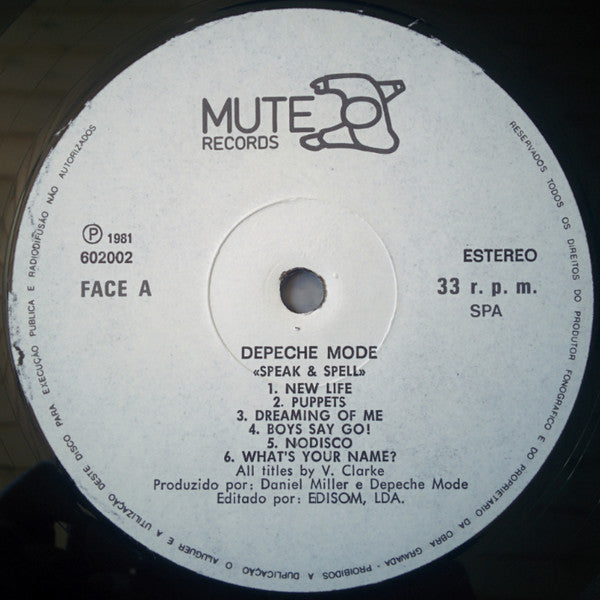 MUTE
RECORDS
Ⓟ 1981
602002
FACE A
ESTEREO
33 r. p. m.
SPA
DEPECHE MODE
«SPEAK & SPELL»
1. NEW LIFE
2. PUPPETS
3. DREAMING OF ME
4. BOYS SAY GO!
5. NODISCO
6. WHAT'S YOUR NAME?
All titles by V. Clarke
Produzido por: Daniel Miller e Depeche Mode
Editado por: EDISOM, LDA.
RESERVADOS TODOS OS DIREITOS DO PRODUTOR FONOGRAFICO E DO PROPRIETARIO DA OBRA GRAVADA - PROIBIDOS A DUPLICAÇÃO O ALUGUER E A UTILIZAÇÃO DESTE DISCO PARA EXECUÇÃO PUBLICA E RADIODIFUSÃO NÃO AUTORIZADOS